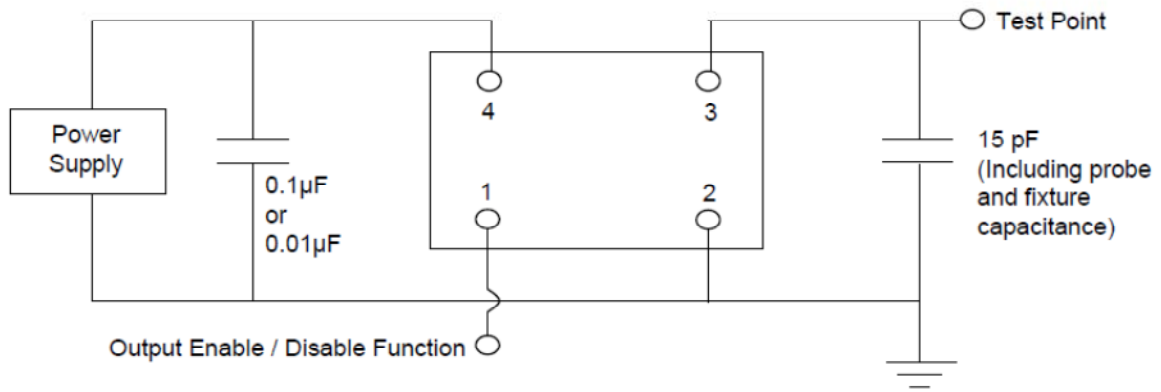 Test Point
4
3
Power
Supply
15 pF
(Including probe
and fixture
capacitance)
0.1µF
or
0.01µF
1
2
Output Enable / Disable Function